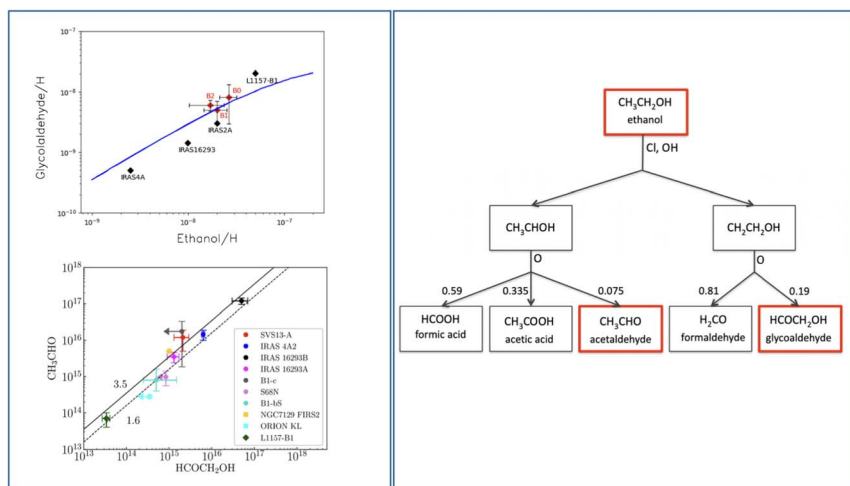 10⁻⁷
10⁻⁸
10⁻⁹
10⁻¹⁰
Glycolaldehyde/H
L1157-B1
B2
B0
B1
IRAS2A
IRAS16293
IRAS4A
10⁻⁹
10⁻⁸
10⁻⁷
Ethanol/H
10¹⁸
10¹⁷
10¹⁶
10¹⁵
10¹⁴
10¹³
CH₃CHO
3.5
1.6
SVS13-A
IRAS 4A2
IRAS 16293B
IRAS 16293A
B1-c
S68N
B1-bS
NGC7129 FIRS2
ORION KL
L1157-B1
10¹³
10¹⁴
10¹⁵
10¹⁶
10¹⁷
10¹⁸
HCOCH₂OH
CH₃CH₂OH
ethanol
Cl, OH
CH₃CHOH
CH₂CH₂OH
O
O
0.59
0.335
0.075
0.81
0.19
HCOOH
formic acid
CH₃COOH
acetic acid
CH₃CHO
acetaldehyde
H₂CO
formaldehyde
HCOCH₂OH
glycoaldehyde